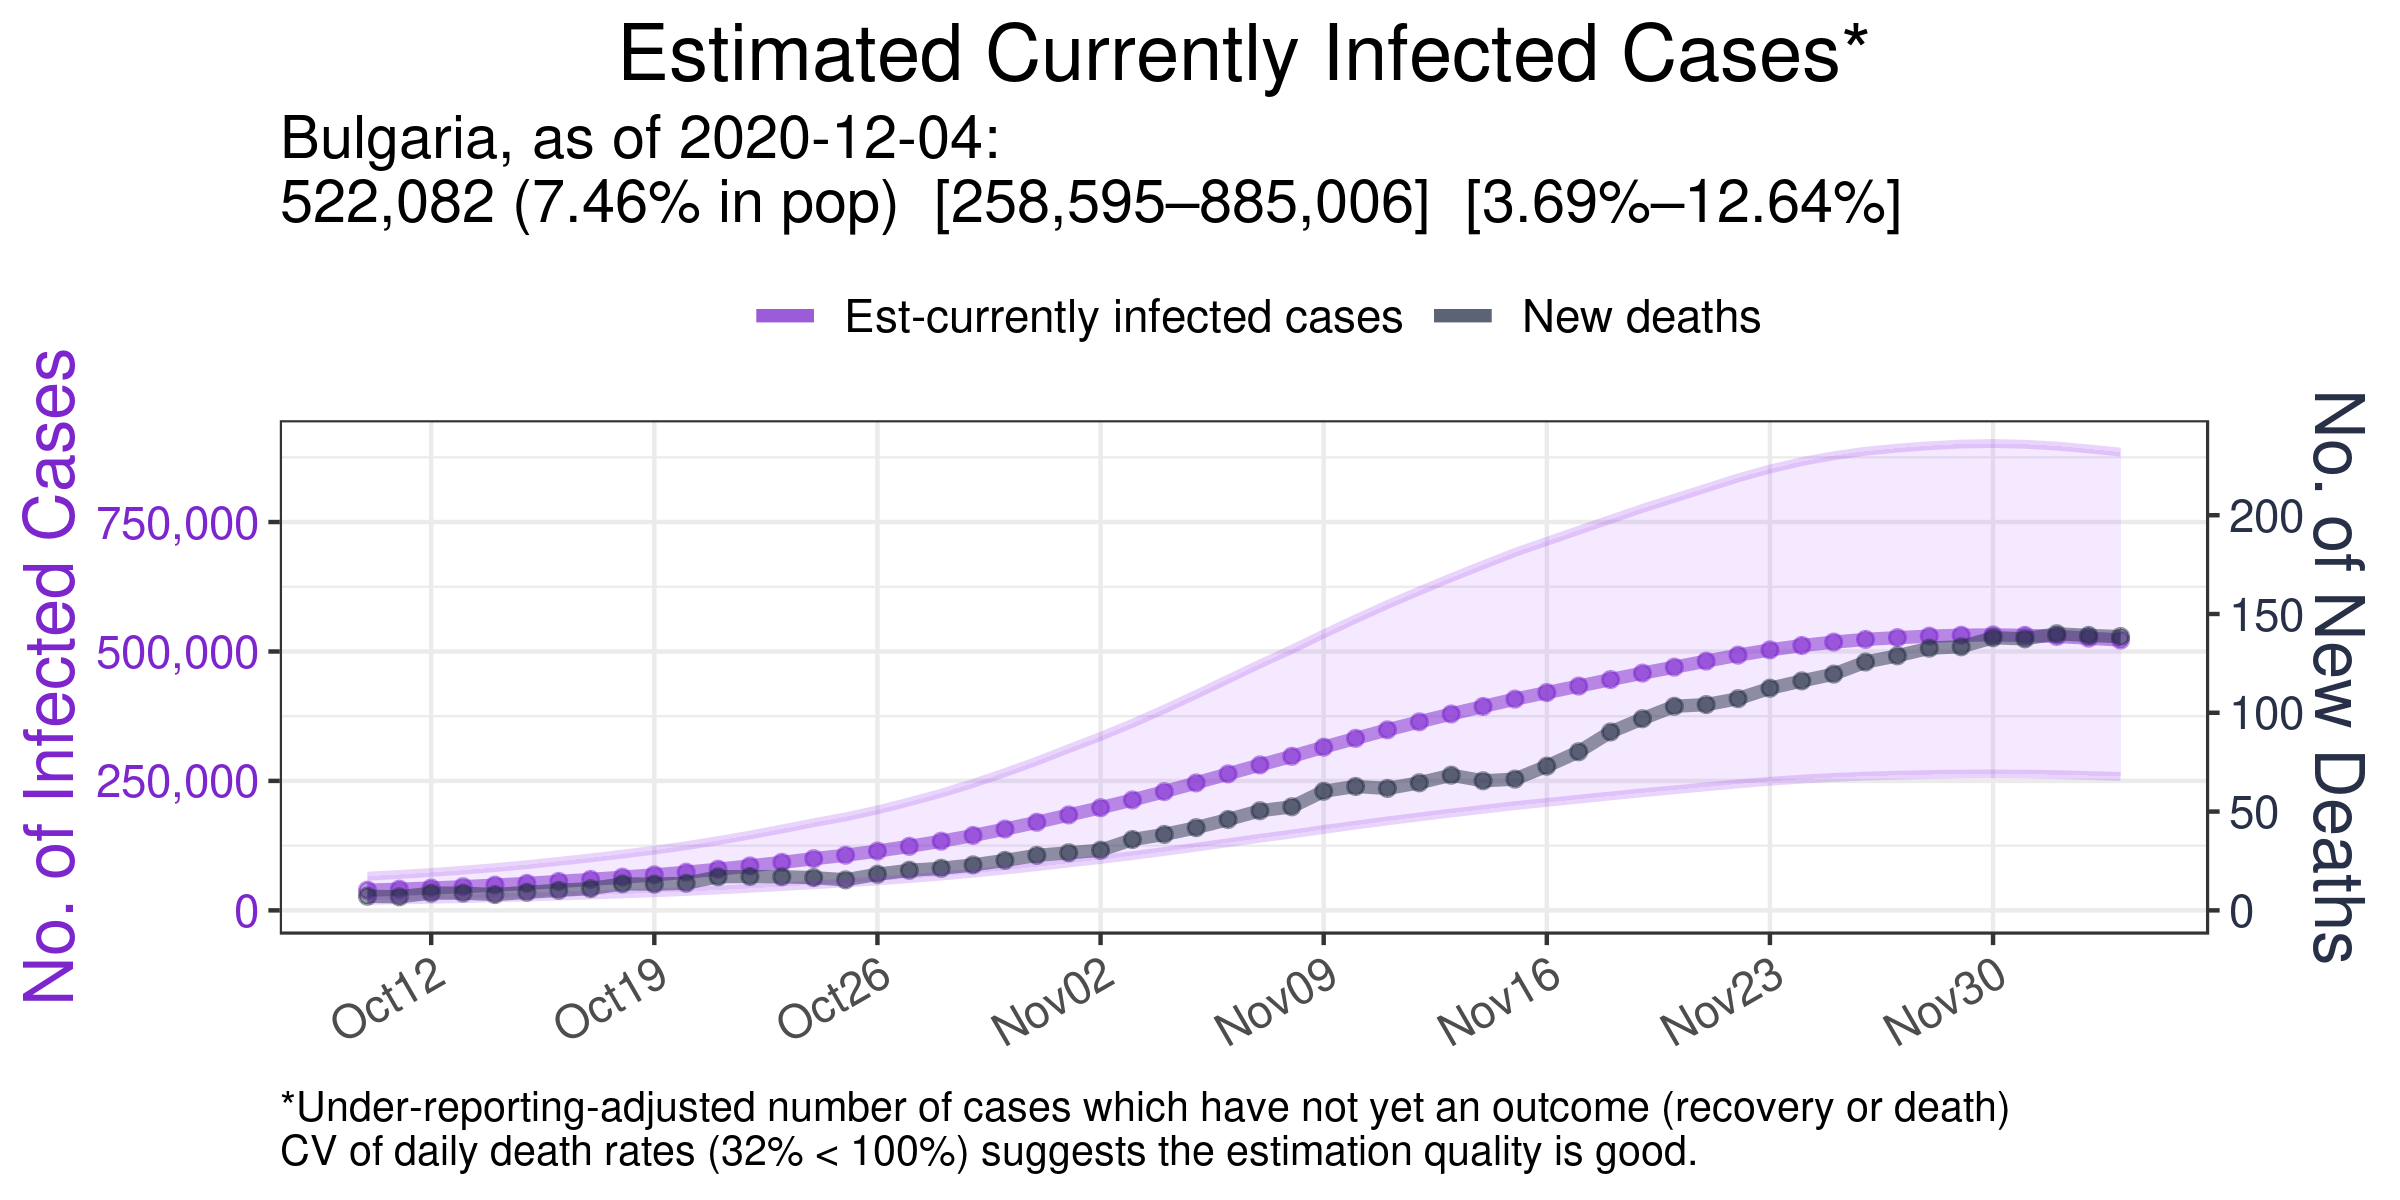 Estimated Currently Infected Cases*
Bulgaria, as of 2020-12-04:
522,082 (7.46% in pop)  [258,595–885,006]  [3.69%–12.64%]
Est-currently infected cases
New deaths
No. of Infected Cases
750,000
500,000
250,000
0
200
150
100
50
0
No. of New Deaths
Oct12
Oct19
Oct26
Nov02
Nov09
Nov16
Nov23
Nov30
*Under-reporting-adjusted number of cases which have not yet an outcome (recovery or death)
CV of daily death rates (32% < 100%) suggests the estimation quality is good.